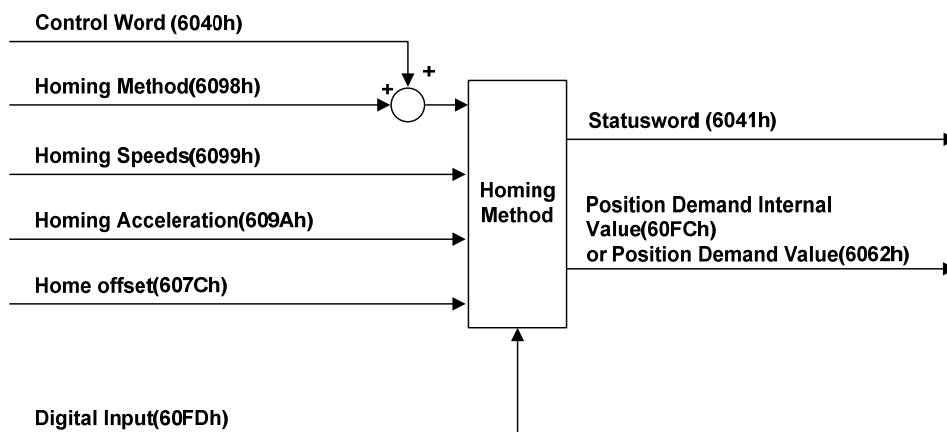 Control Word (6040h)
+
+
Homing Method(6098h)
Homing Speeds(6099h)
Homing Acceleration(609Ah)
Home offset(607Ch)
Digital Input(60FDh)
Homing
Method
Statusword (6041h)
Position Demand Internal
Value(60FCh)
or Position Demand Value(6062h)